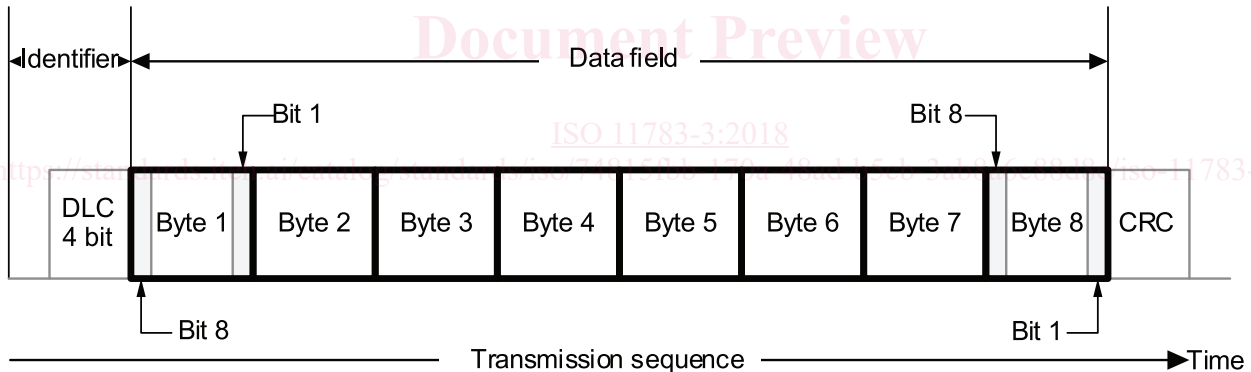 Document Preview
Identifier
Data field
Bit 1
Bit 8
ISO 11783-3:2018
DLC
4 bit
Byte 1
Byte 2
Byte 3
Byte 4
Byte 5
Byte 6
Byte 7
Byte 8
CRC
Bit 8
Bit 1
Transmission sequence
Time